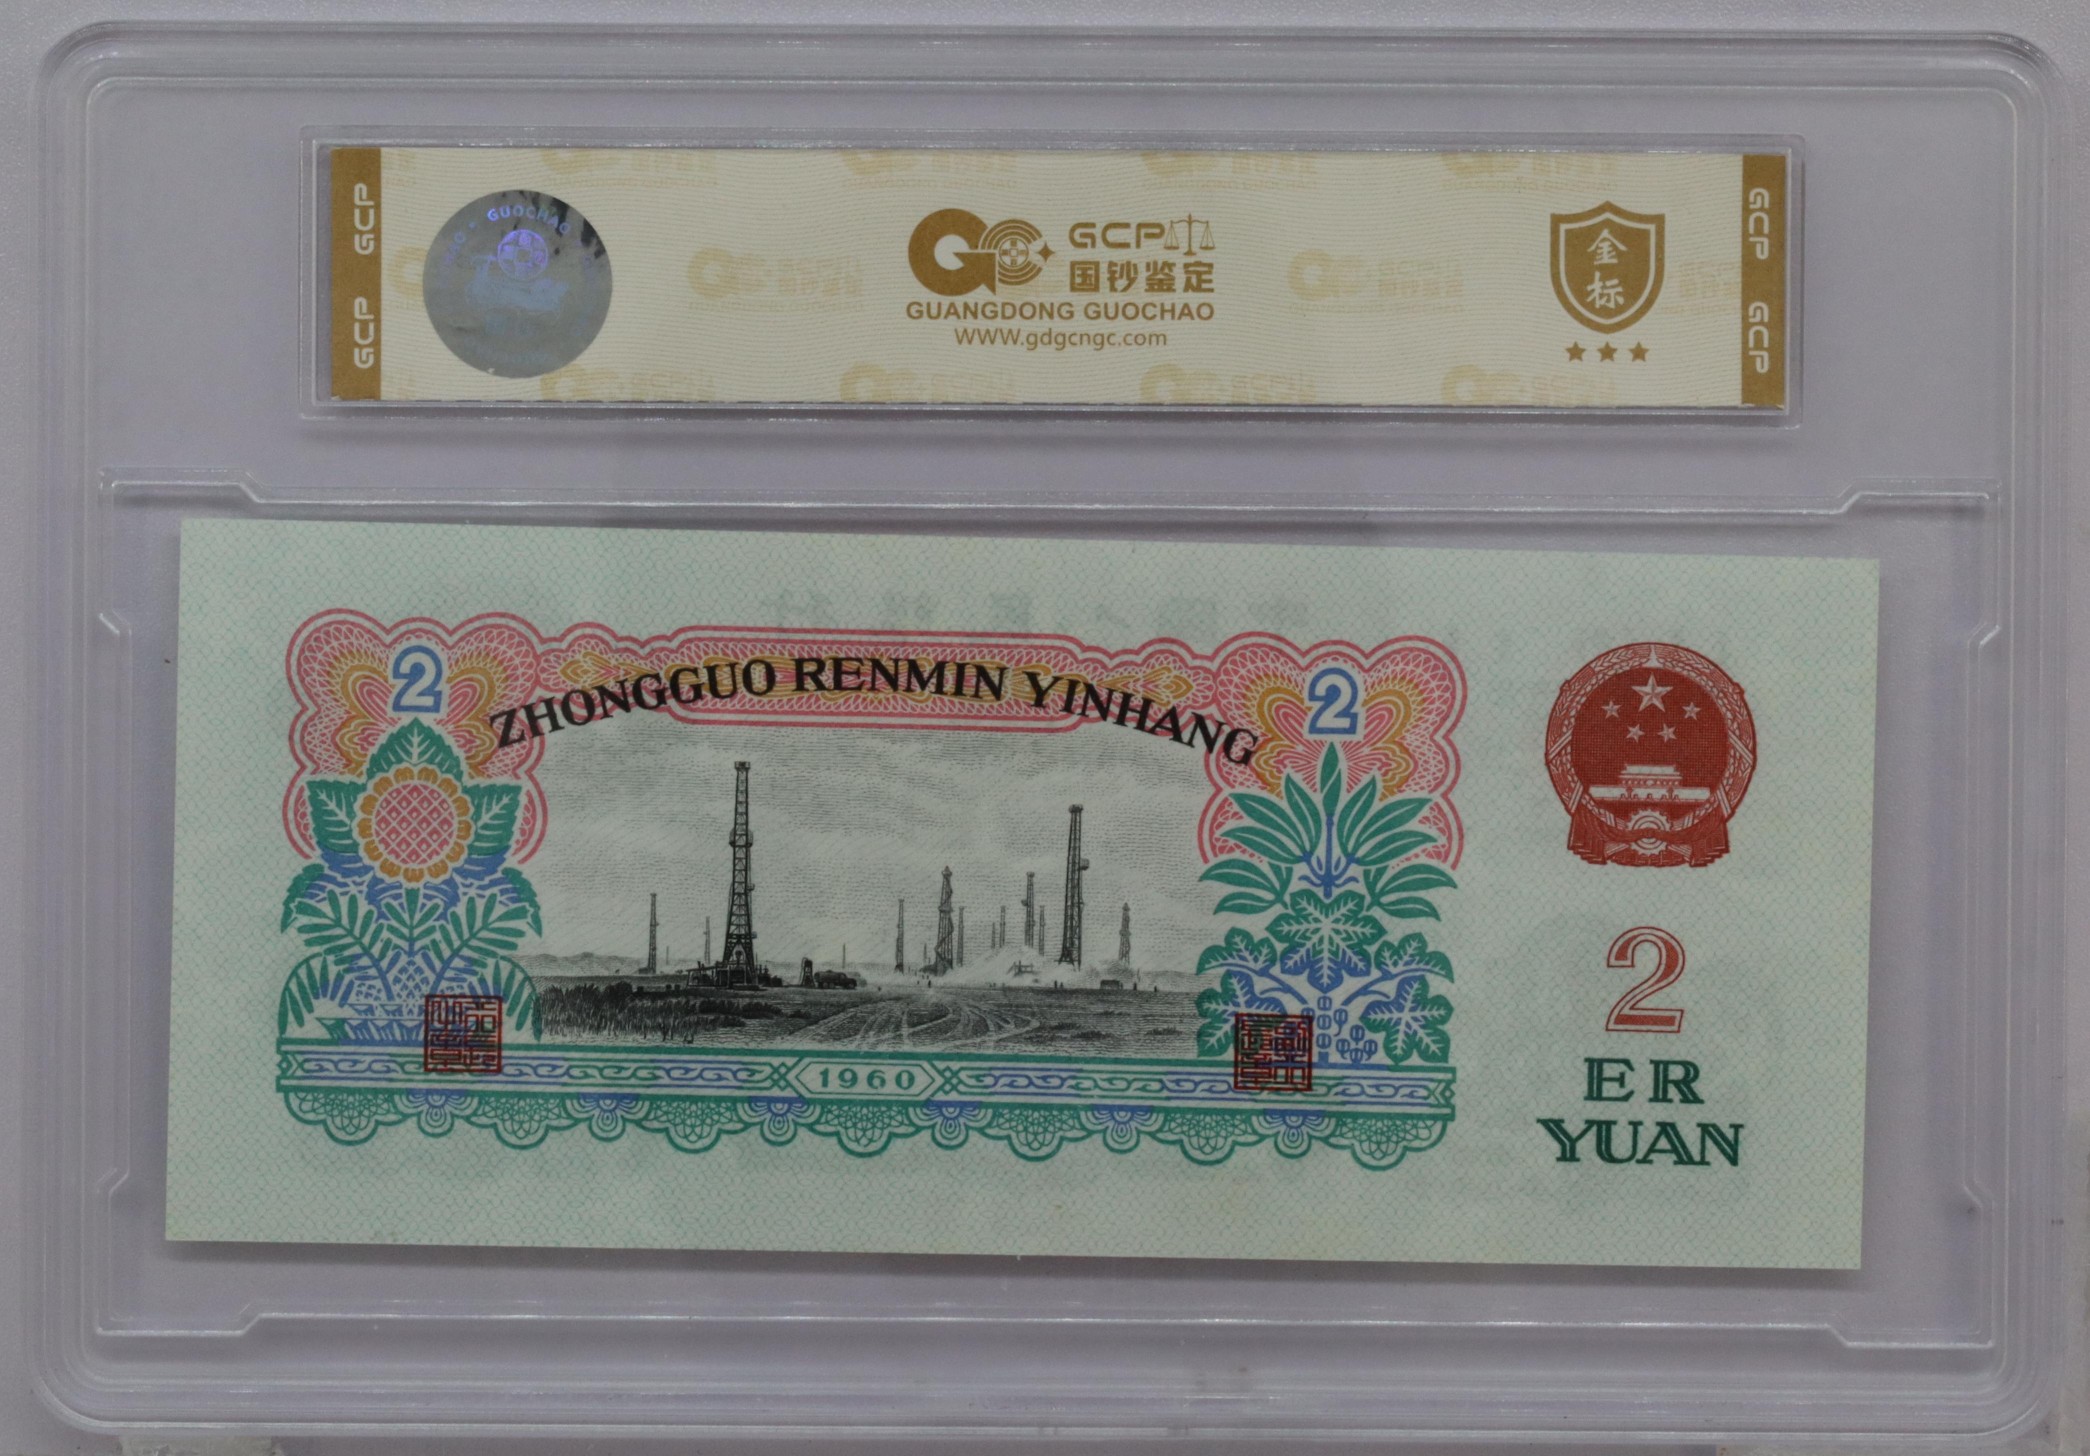 GCP
GCP
GUOCHAO
GCP
国钞鉴定
GUANGDONG GUOCHAO
WWW.gdgcngc.com
金
标
GCP
GCP
2
ZHONGGUO RENMIN YINHANG
2
1960
2
ER
YUAN